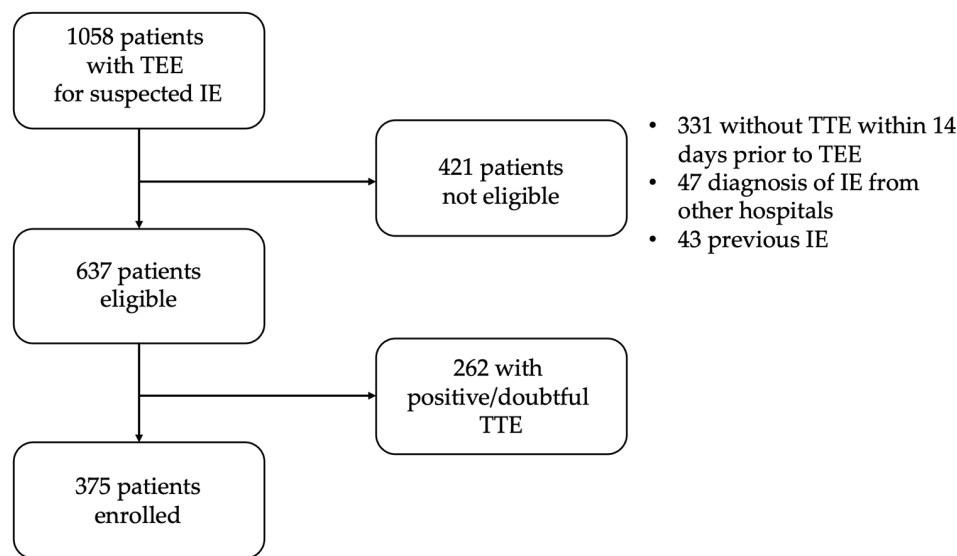 1058 patients
with TEE
for suspected IE
421 patients
not eligible
• 331 without TTE within 14
days prior to TEE
• 47 diagnosis of IE from
other hospitals
• 43 previous IE
637 patients
eligible
262 with
positive/doubtful
TTE
375 patients
enrolled